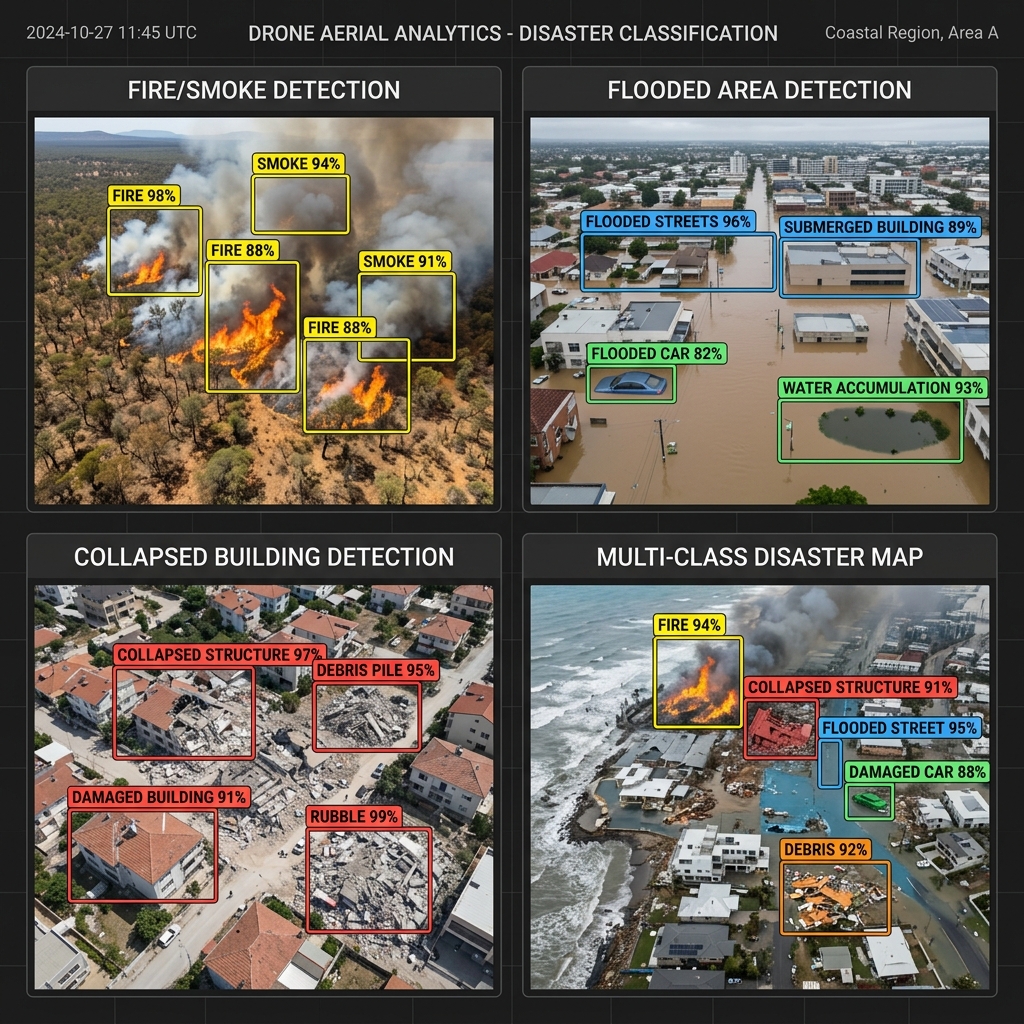 2024-10-27 11:45 UTC
DRONE AERIAL ANALYTICS - DISASTER CLASSIFICATION
Coastal Region, Area A
FIRE/SMOKE DETECTION
SMOKE 94%
FIRE 98%
FIRE 88%
SMOKE 91%
FIRE 88%
FLOODED AREA DETECTION
FLOODED STREETS 96%
SUBMERGED BUILDING 89%
FLOODED CAR 82%
WATER ACCUMULATION 93%
COLLAPSED BUILDING DETECTION
COLLAPSED STRUCTURE 97%
DEBRIS PILE 95%
DAMAGED BUILDING 91%
RUBBLE 99%
MULTI-CLASS DISASTER MAP
FIRE 94%
COLLAPSED STRUCTURE 91%
FLOODED STREET 95%
DAMAGED CAR 88%
DEBRIS 92%